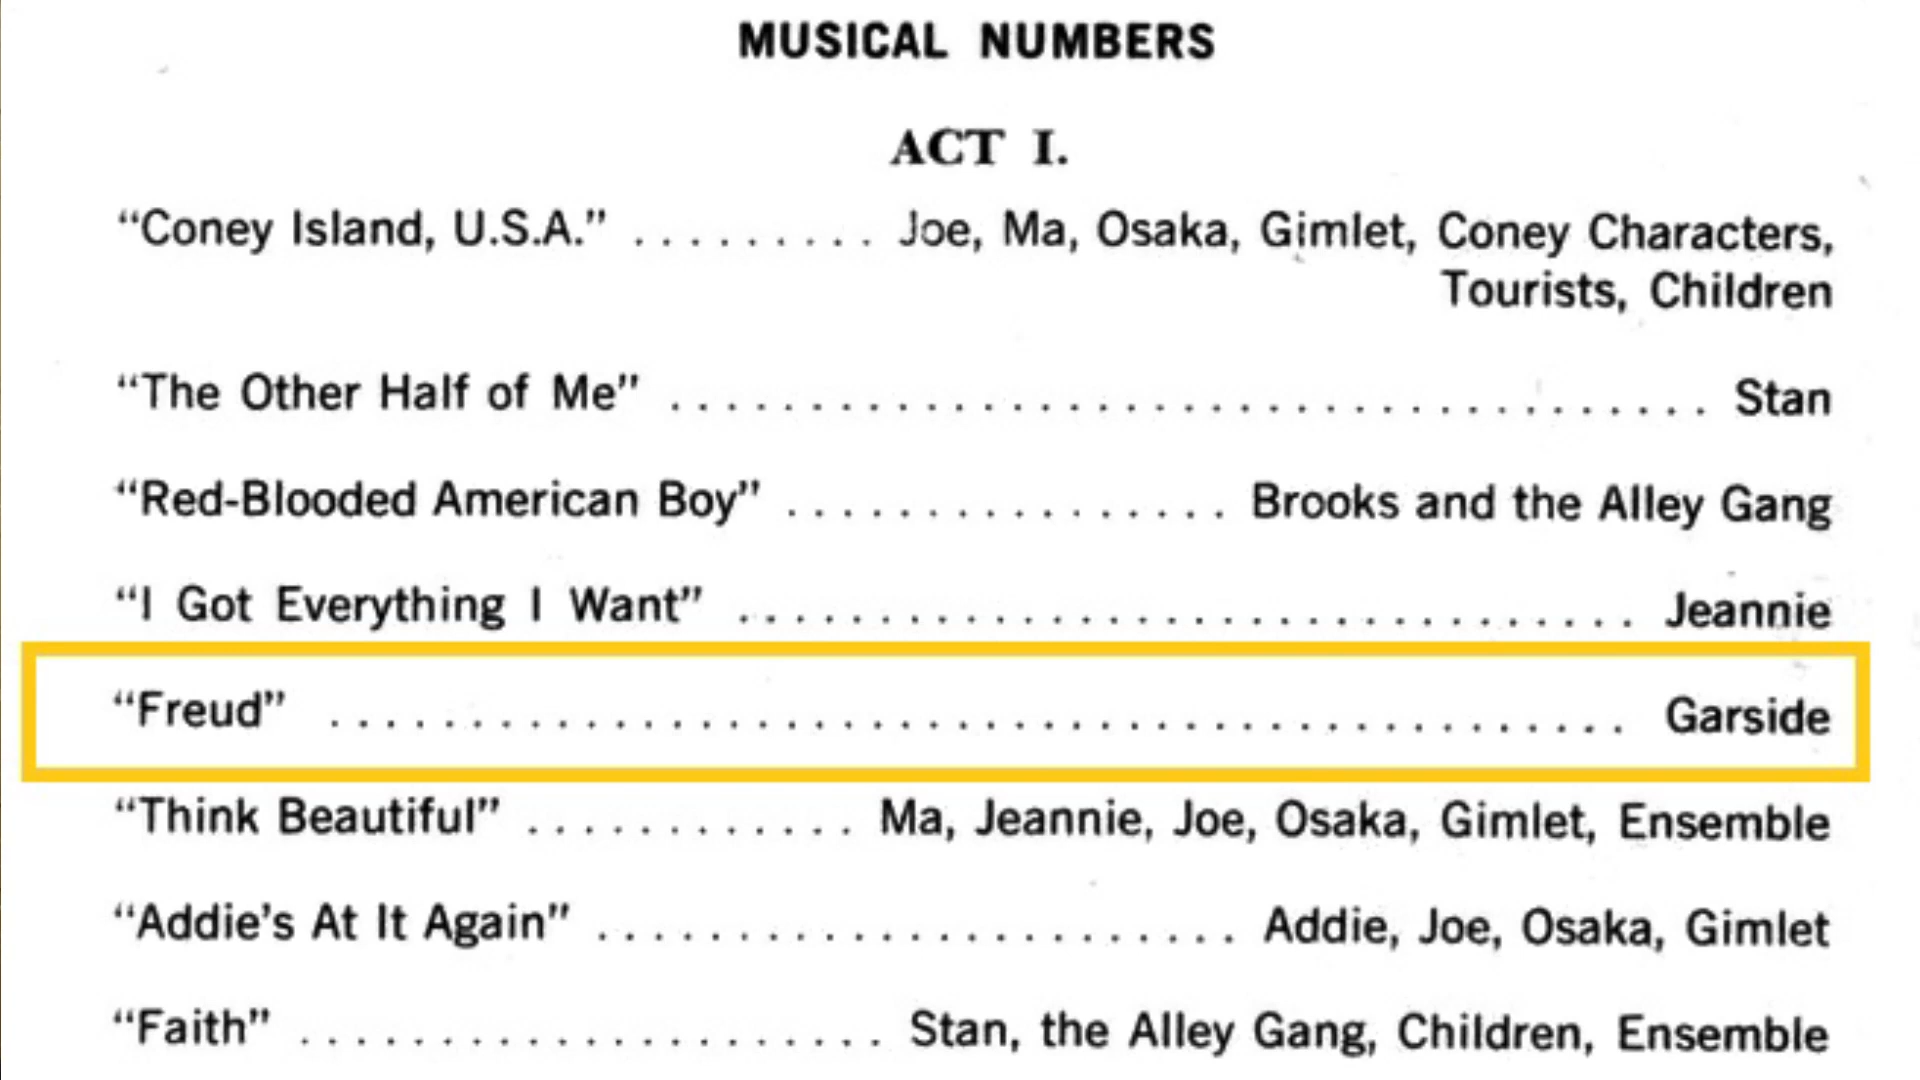 MUSICAL NUMBERS
ACT I.
“Coney Island, U.S.A.” ......... Joe, Ma, Osaka, Gimlet, Coney Characters,
Tourists, Children
“The Other Half of Me” ..................................... Stan
“Red-Blooded American Boy” ................ Brooks and the Alley Gang
“I Got Everything I Want” ................................ Jeannie
“Freud” .............................................. Garside
“Think Beautiful” ............ Ma, Jeannie, Joe, Osaka, Gimlet, Ensemble
“Addie’s At It Again” ....................... Addie, Joe, Osaka, Gimlet
“Faith” ..................... Stan, the Alley Gang, Children, Ensemble